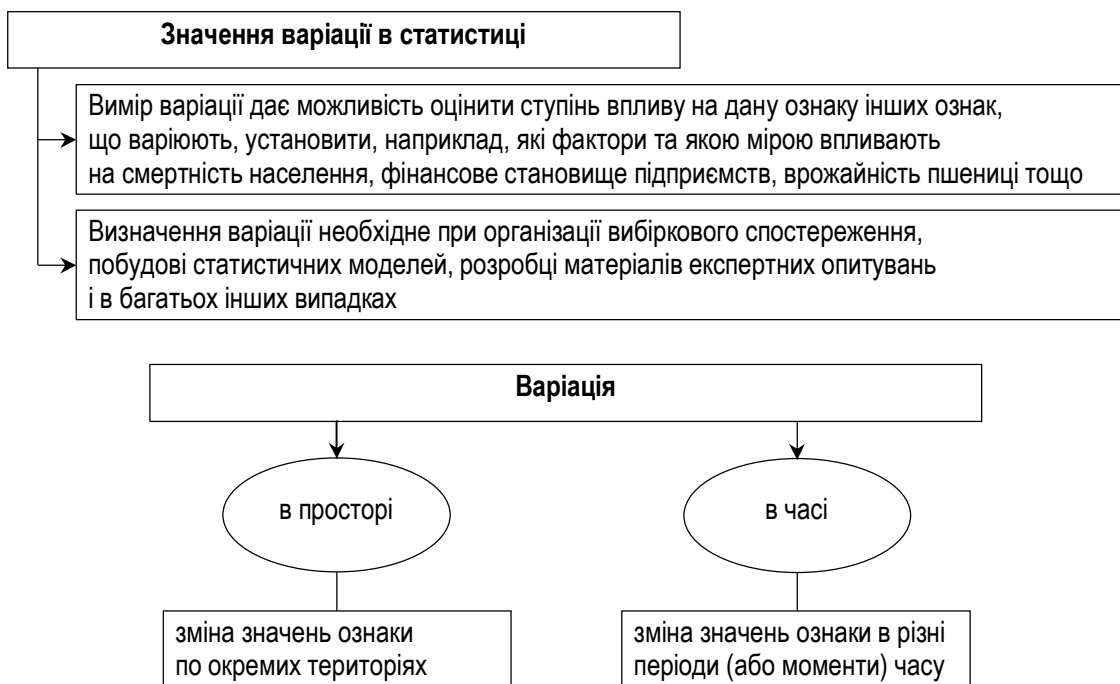 Значення варіації в статистиці
Вимір варіації дає можливість оцінити ступінь впливу на дану ознаку інших ознак,
що варіюють, установити, наприклад, які фактори та якою мірою впливають
на смертність населення, фінансове становище підприємств, врожайність пшениці тощо
Визначення варіації необхідне при організації вибіркового спостереження,
побудові статистичних моделей, розробці матеріалів експертних опитувань
і в багатьох інших випадках
Варіація
в просторі
в часі
зміна значень ознаки
по окремих територіях
зміна значень ознаки в різні
періоди (або моменти) часу